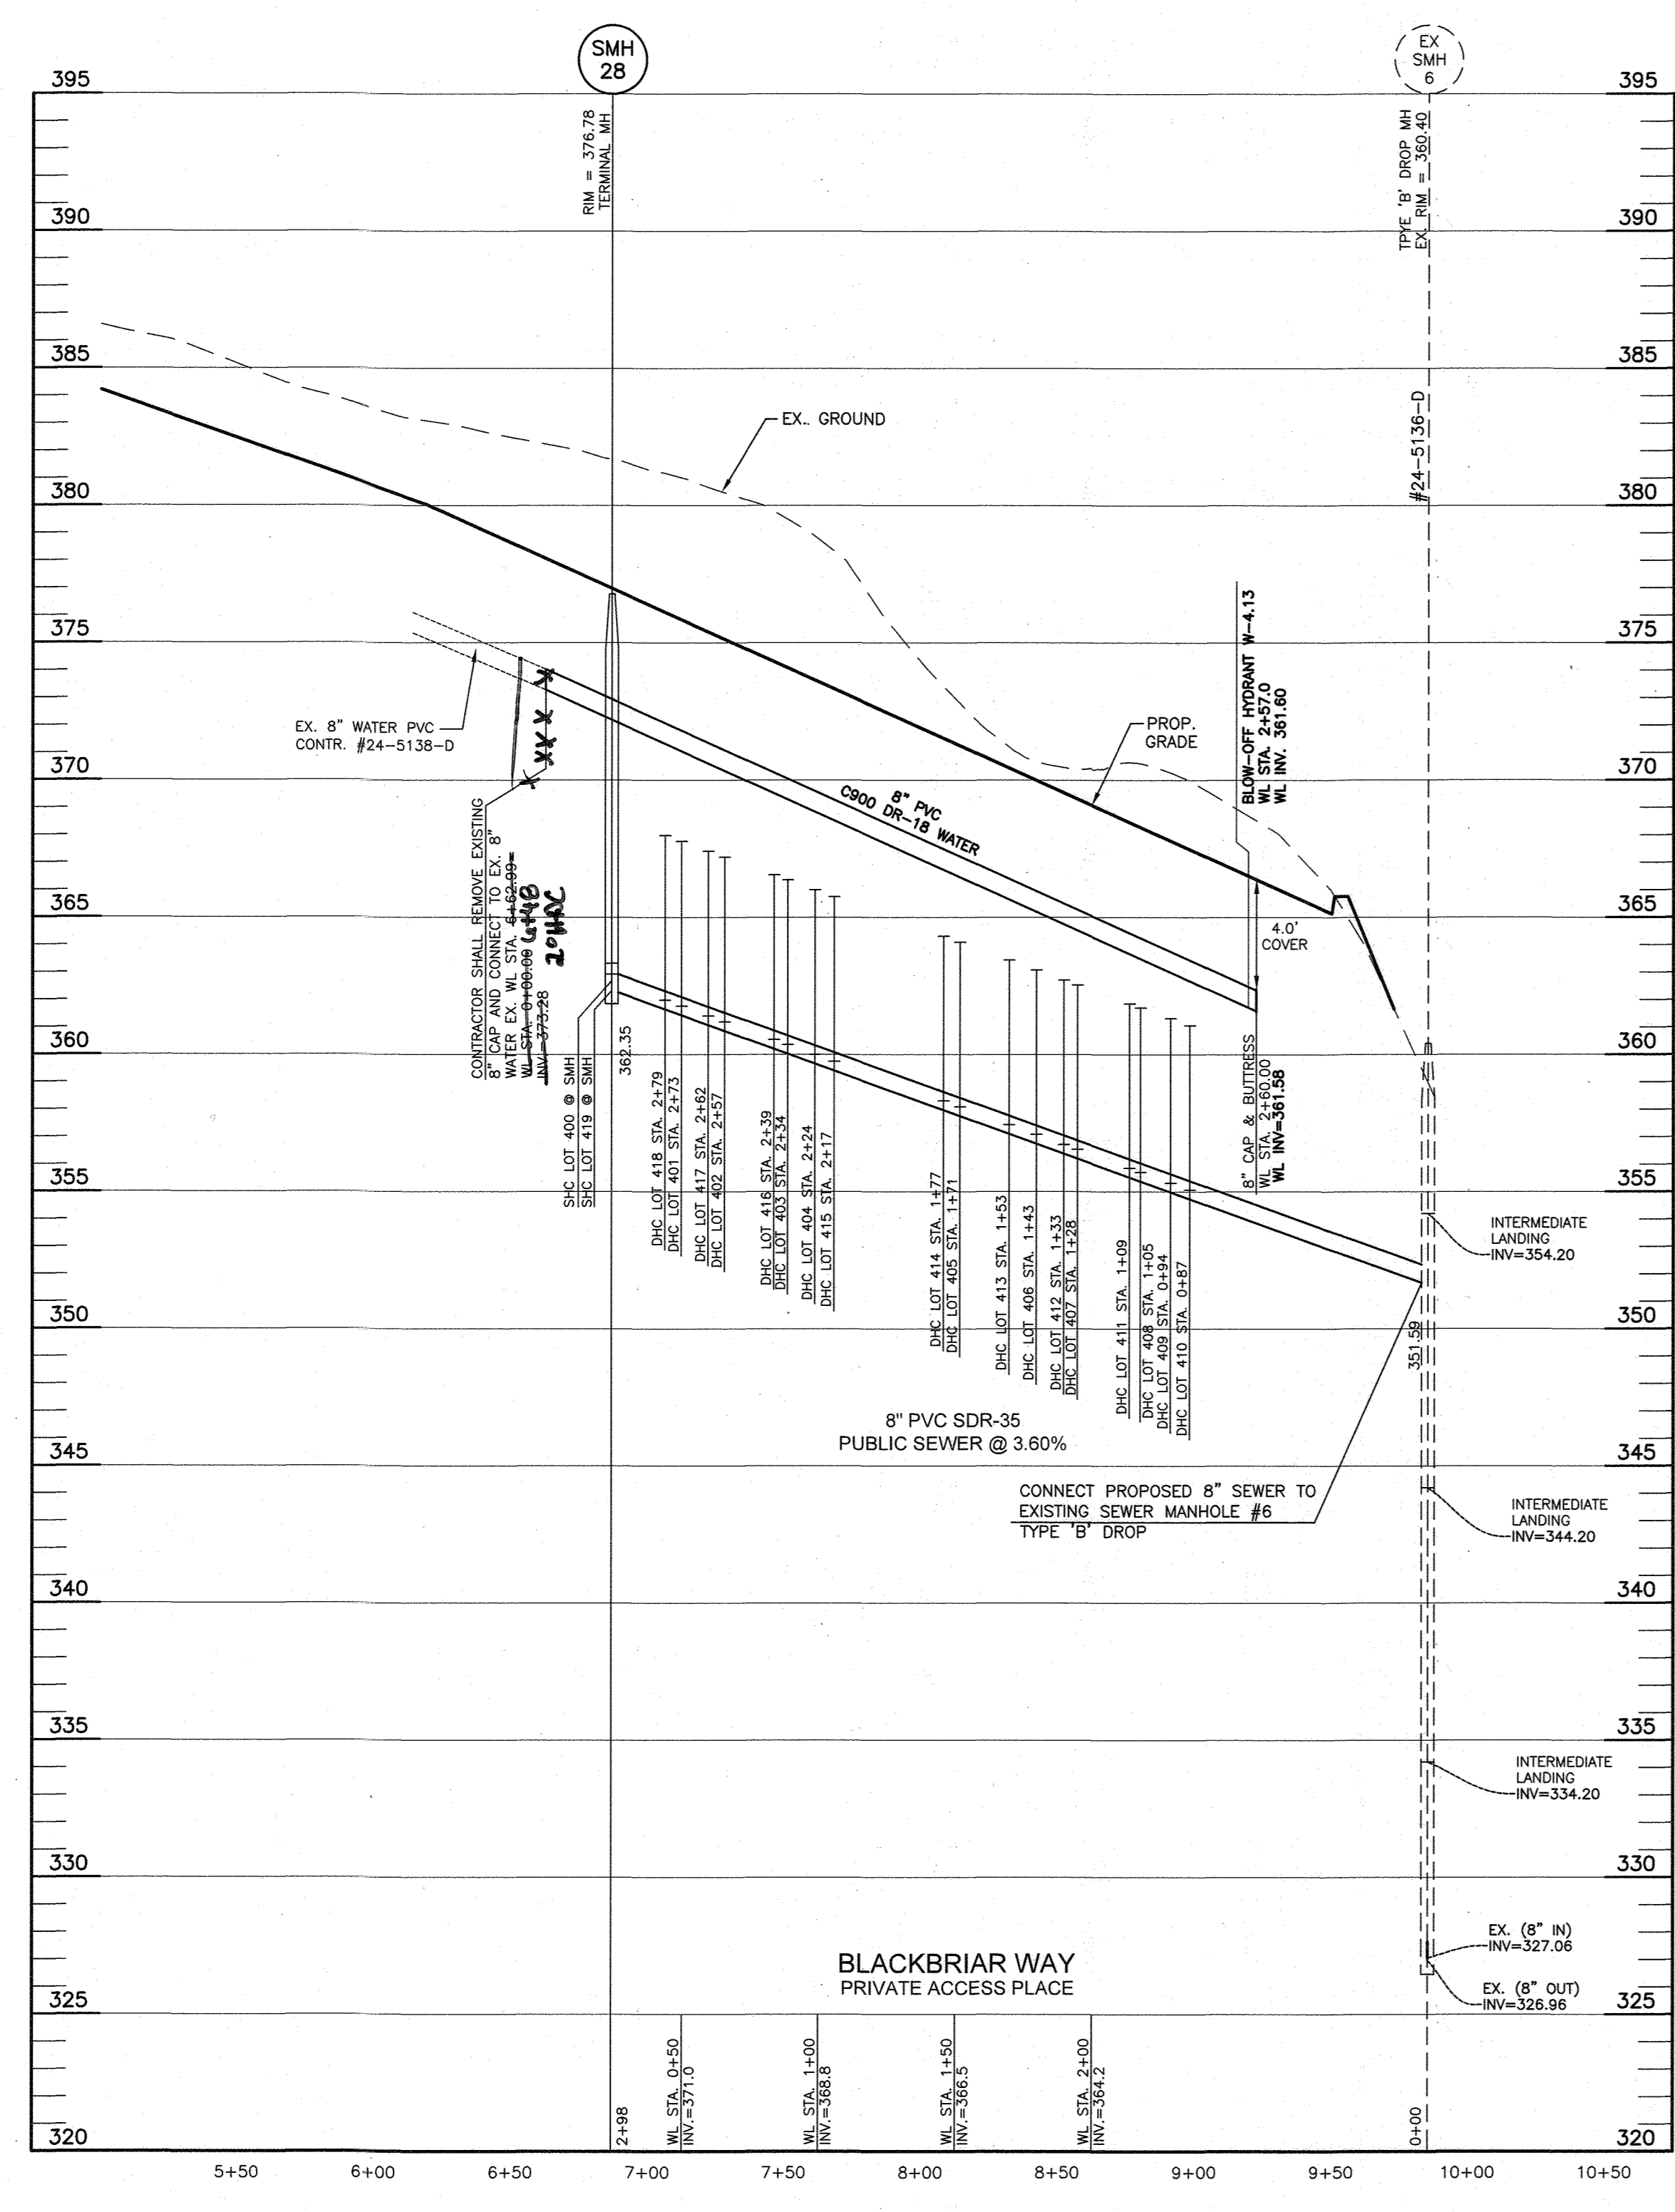 SMH
28
EX
SMH
6
395
395
RIM = 376.78
TERMINAL MH
TPYE 'B' DROP MH
EX. RIM = 360.40
390
390
385
385
EX.. GROUND
#24-5136-D
380
380
375
375
EX. 8" WATER PVC
CONTR. #24-5138-D
PROP.
GRADE
BLOW-OFF HYDRANT W-4.13
WL STA. 2+57.0
WL INV. 361.60
370
370
8" PVC
C900 DR-18 WATER
CONTRACTOR SHALL REMOVE EXISTING
8" CAP AND CONNECT TO EX. 8"
WATER EX. WL STA. 6+62.99=
WL STA. 0+00.00 6+48
INV.=373.28
365
365
4.0'
COVER
360
360
362.35
SHC LOT 400 @ SMH
SHC LOT 419 @ SMH
DHC LOT 418 STA. 2+79
DHC LOT 401 STA. 2+73
DHC LOT 417 STA. 2+62
DHC LOT 402 STA. 2+57
DHC LOT 416 STA. 2+39
DHC LOT 403 STA. 2+34
DHC LOT 404 STA. 2+24
DHC LOT 415 STA. 2+17
DHC LOT 414 STA. 1+77
DHC LOT 405 STA. 1+71
DHC LOT 413 STA. 1+53
DHC LOT 406 STA. 1+43
DHC LOT 412 STA. 1+33
DHC LOT 407 STA. 1+28
DHC LOT 411 STA. 1+09
DHC LOT 408 STA. 1+05
DHC LOT 409 STA. 0+94
DHC LOT 410 STA. 0+87
8" CAP & BUTTRESS
WL STA. 2+60.00
WL INV=361.58
355
355
INTERMEDIATE
LANDING
INV=354.20
350
350
351.59
8" PVC SDR-35
PUBLIC SEWER @ 3.60%
345
345
CONNECT PROPOSED 8" SEWER TO
EXISTING SEWER MANHOLE #6
TYPE 'B' DROP
INTERMEDIATE
LANDING
INV=344.20
340
340
335
335
INTERMEDIATE
LANDING
INV=334.20
330
330
EX. (8" IN)
INV=327.06
EX. (8" OUT)
INV=326.96
BLACKBRIAR WAY
PRIVATE ACCESS PLACE
325
325
2+98
WL STA. 0+50
INV.=371.0
WL STA. 1+00
INV.=368.8
WL STA. 1+50
INV.=366.5
WL STA. 2+00
INV.=364.2
0+00
320
320
5+50
6+00
6+50
7+00
7+50
8+00
8+50
9+00
9+50
10+00
10+50